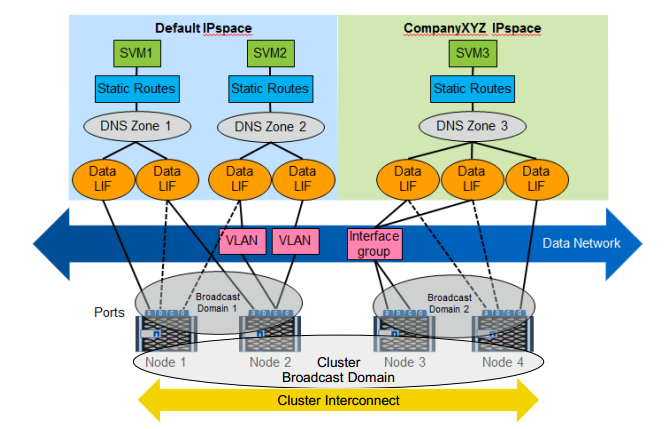 Default IPspace
CompanyXYZ IPspace
SVM1
SVM2
SVM3
Static Routes
Static Routes
Static Routes
DNS Zone 1
DNS Zone 2
DNS Zone 3
Data
LIF
Data
LIF
Data
LIF
Data
LIF
Data
LIF
Data
LIF
Data
LIF
VLAN
VLAN
Interface
group
Data Network
Ports
Broadcast
Domain 1
Broadcast
Domain 2
a b c d
a b c d
a b c d
a b c d
Node 1
Node 2
Node 3
Node 4
Cluster
Broadcast Domain
Cluster Interconnect